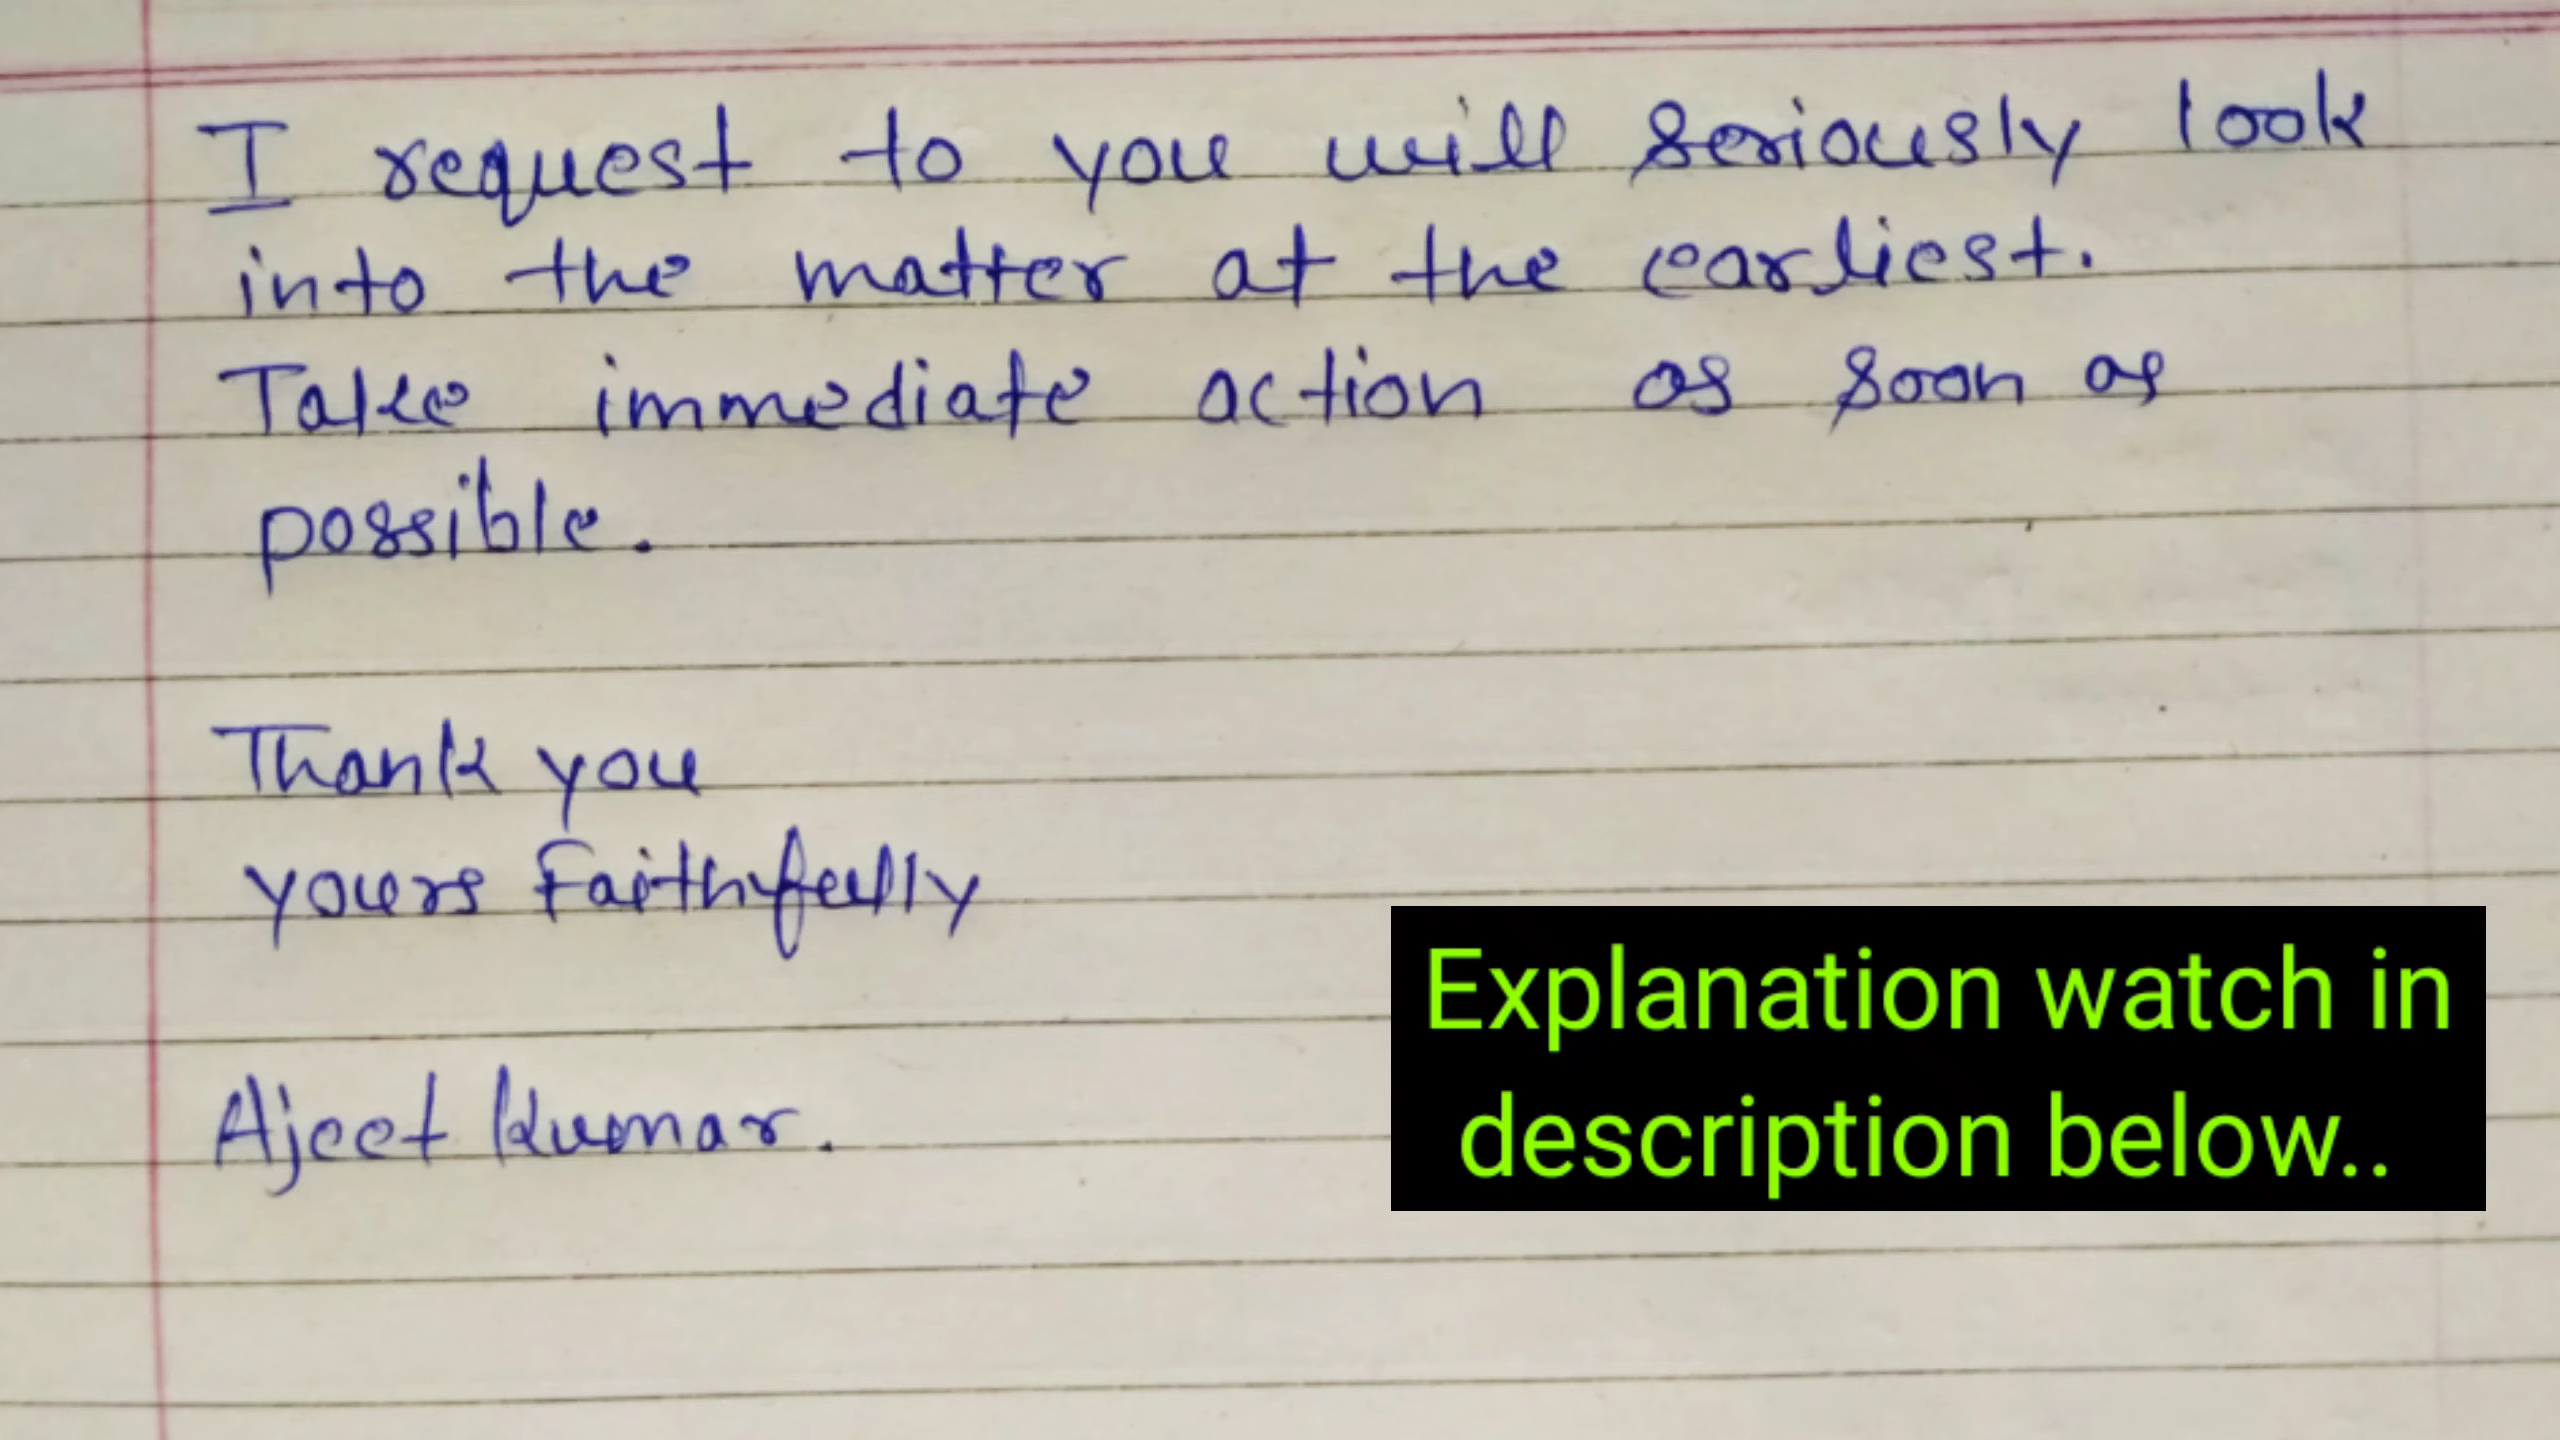 I request to you will seriously look
into the matter at the earliest.
Take immediate action as soon as
possible.
Thank you
yours Faithfully
Ajeet Kumar.
Explanation watch in
description below..